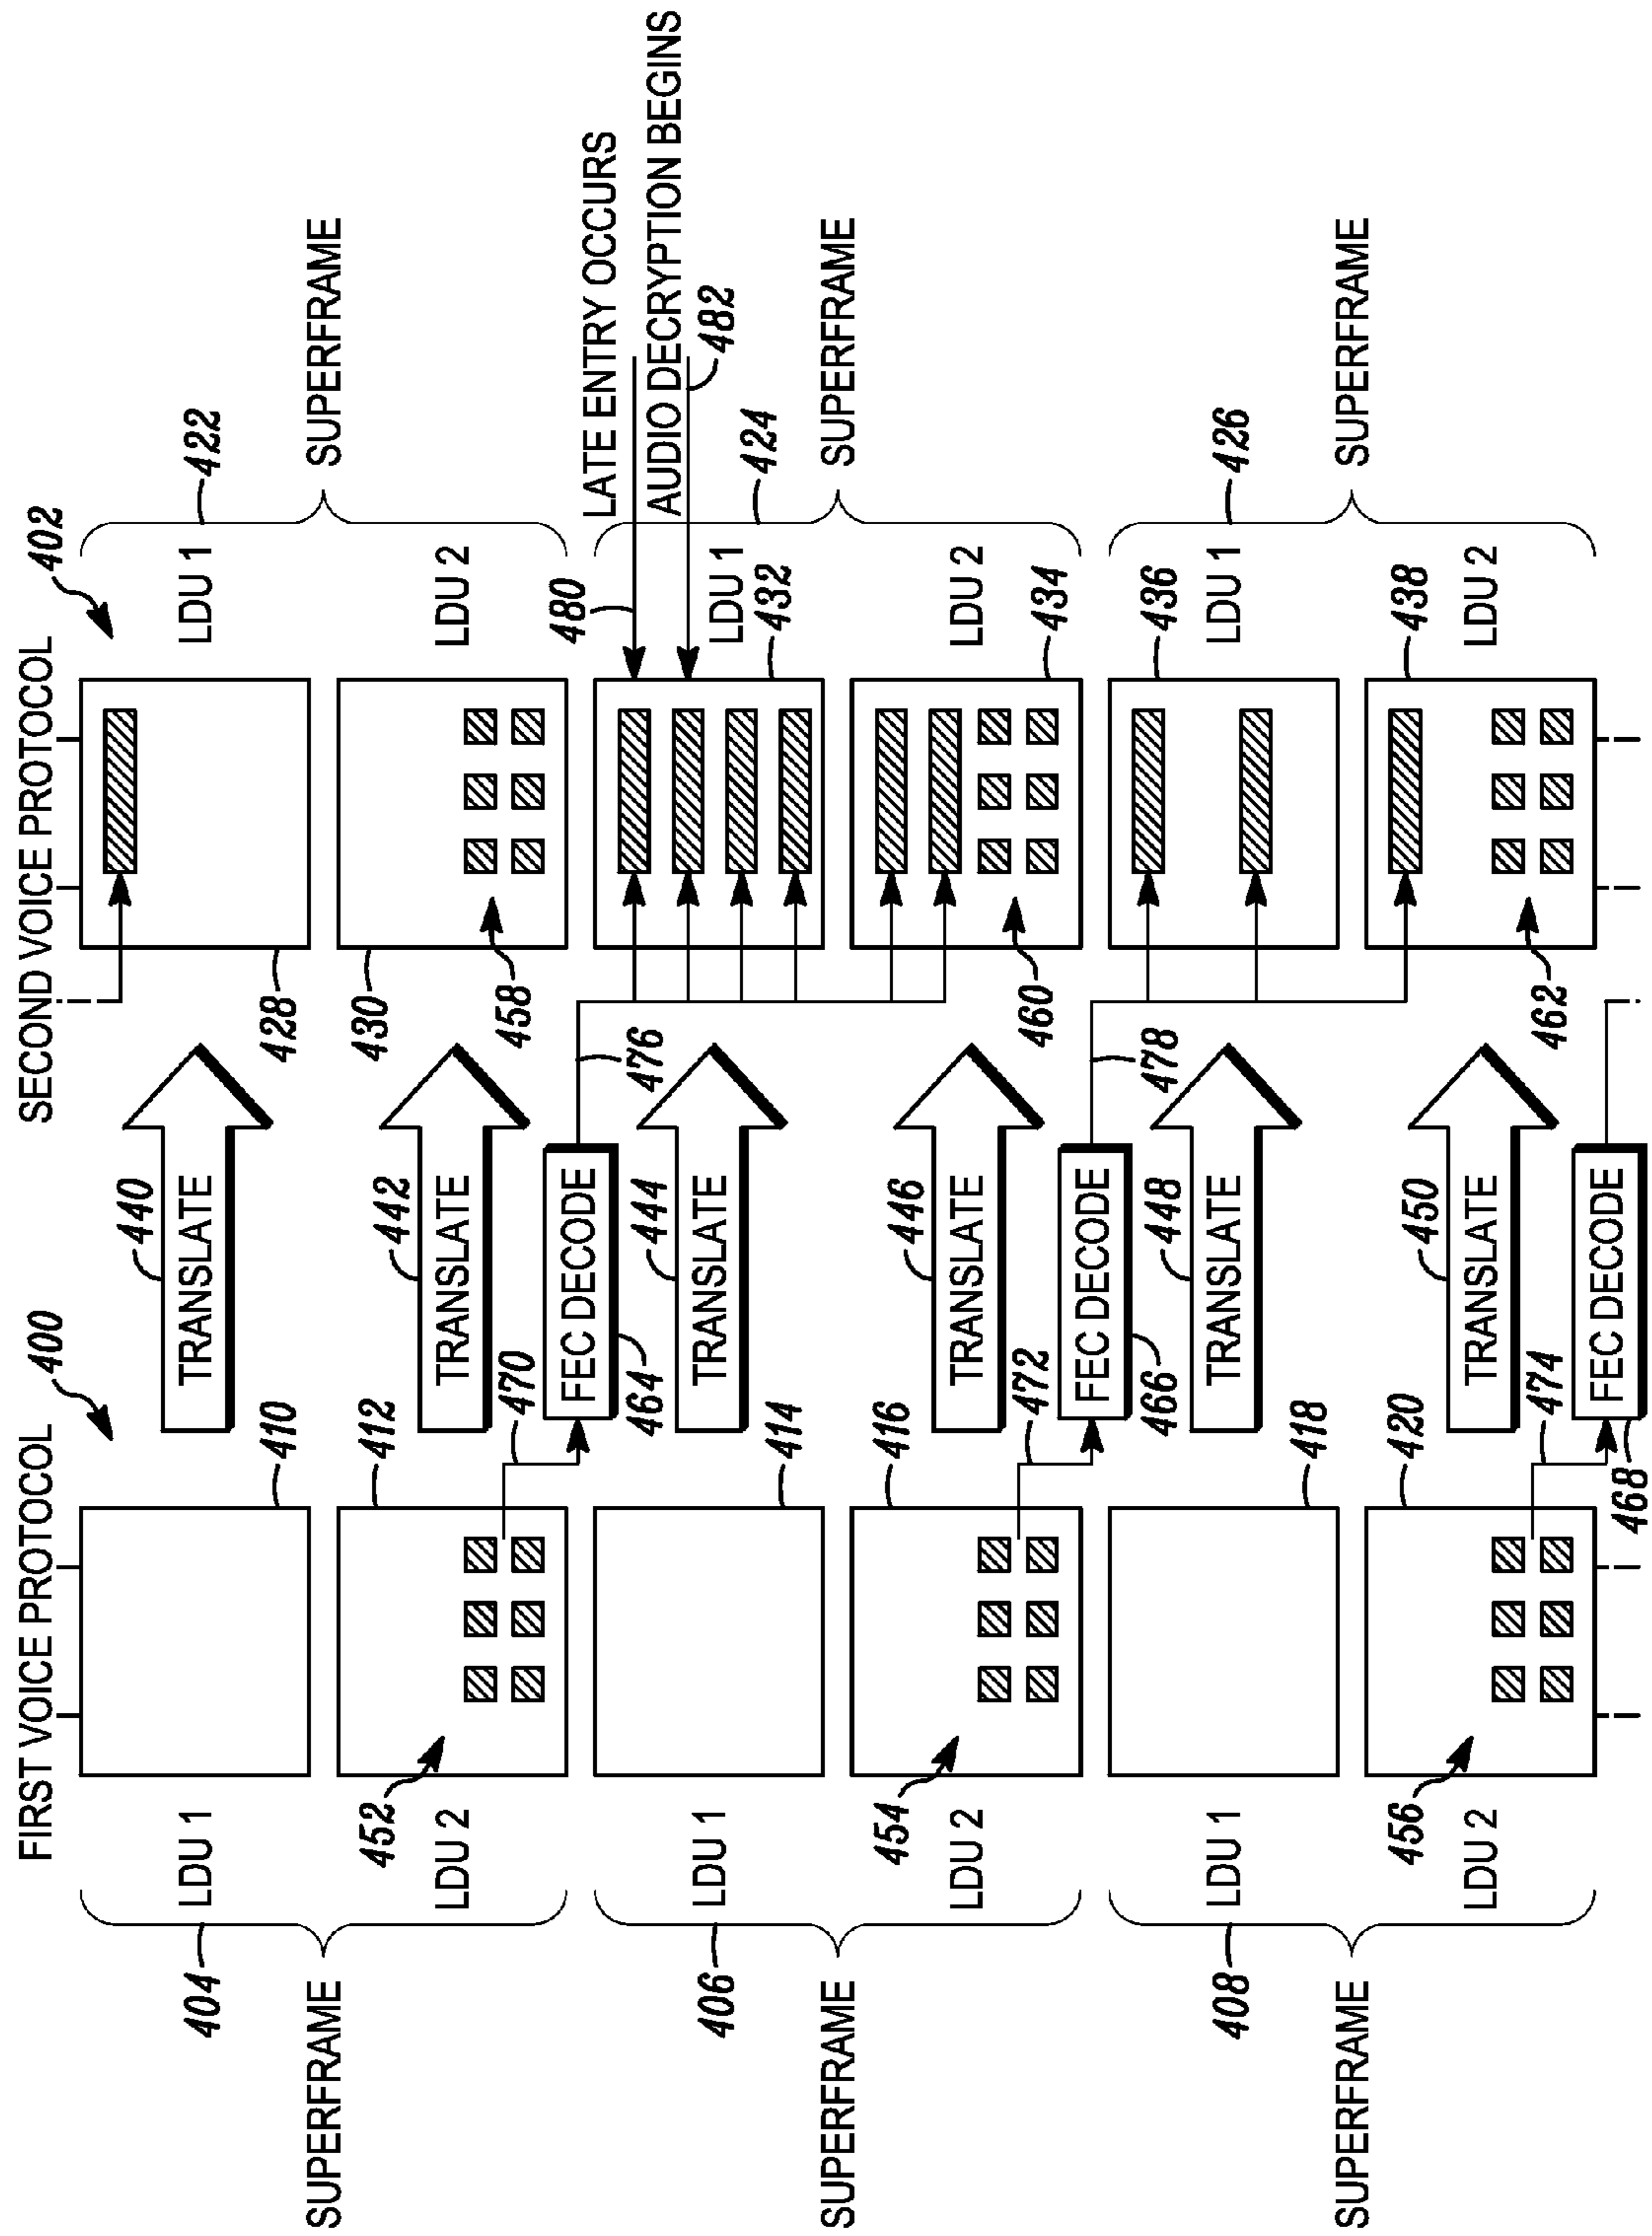 FIRST VOICE PROTOCOL
400
SECOND VOICE PROTOCOL
402
SUPERFRAME
404
LDU 1
410
440
TRANSLATE
428
LDU 1
422
SUPERFRAME
LDU 2
452
412
442
TRANSLATE
430
458
LDU 2
470
FEC DECODE
464
476
480
LATE ENTRY OCCURS
AUDIO DECRYPTION BEGINS
482
SUPERFRAME
406
LDU 1
414
444
TRANSLATE
LDU 1
432
424
SUPERFRAME
LDU 2
454
416
446
TRANSLATE
460
LDU 2
434
472
FEC DECODE
466
478
SUPERFRAME
408
LDU 1
418
448
TRANSLATE
LDU 1
436
426
SUPERFRAME
LDU 2
456
420
450
TRANSLATE
462
LDU 2
438
474
FEC DECODE
468